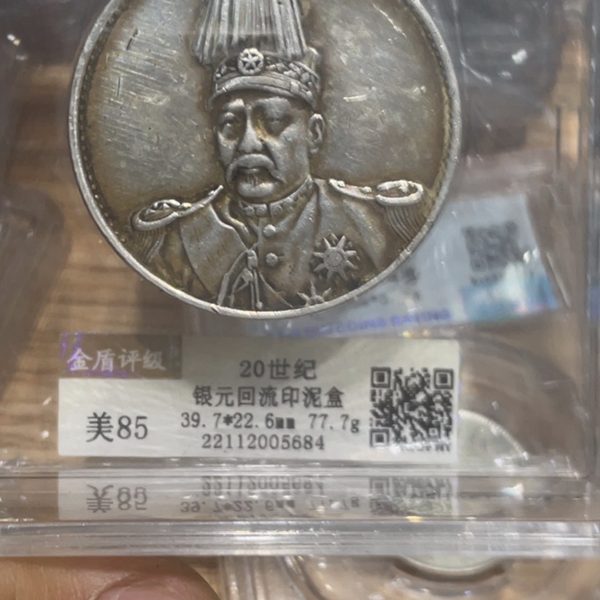 金盾评级
20世纪
银元回流印泥盒
美85
39.7*22.6mm 77.7g
22112005684